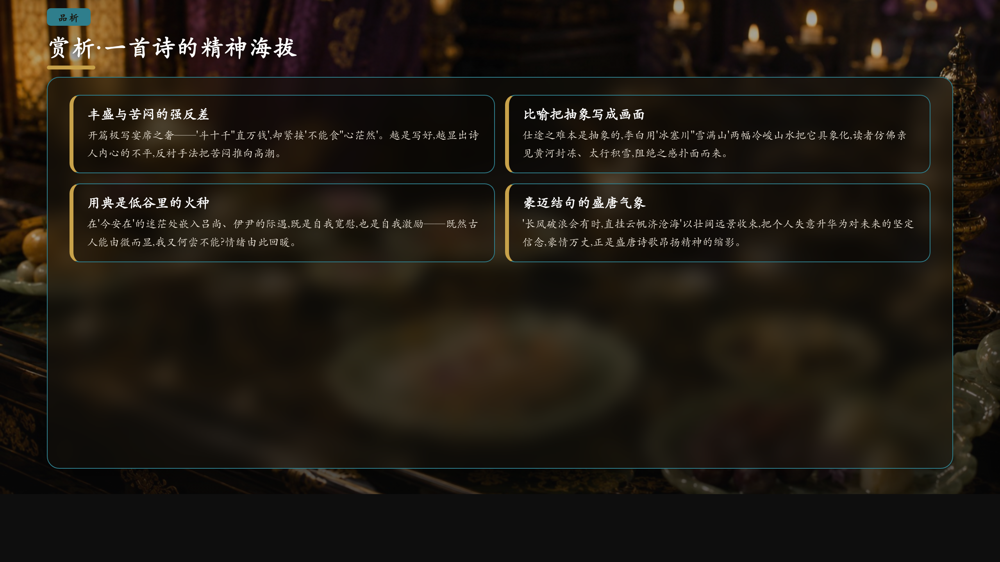 品析
赏析·一首诗的精神海拔
丰盛与苦闷的强反差
开篇极写宴席之奢——'斗十千''直万钱',却紧接'不能食''心茫然'。越是写好,越显出诗
人内心的不平,反衬手法把苦闷推向高潮。
比喻把抽象写成画面
仕途之难本是抽象的,李白用'冰塞川''雪满山'两幅冷峻山水把它具象化,读者仿佛亲
见黄河封冻、太行积雪,阻绝之感扑面而来。
用典是低谷里的火种
在'今安在'的迷茫处嵌入吕尚、伊尹的际遇,既是自我宽慰,也是自我激励——既然古
人能由微而显,我又何尝不能?情绪由此回暖。
豪迈结句的盛唐气象
'长风破浪会有时,直挂云帆济沧海'以壮阔远景收束,把个人失意升华为对未来的坚定
信念,豪情万丈,正是盛唐诗歌昂扬精神的缩影。